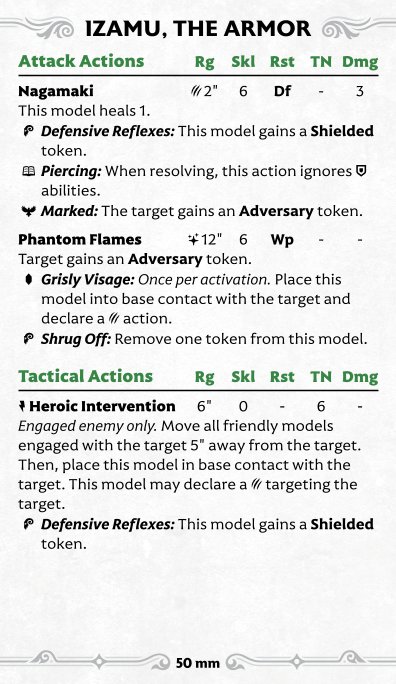 IZAMU, THE ARMOR
Attack Actions Rg Skl Rst TN Dmg
Nagamaki 2" 6 Df - 3
This model heals 1.
Defensive Reflexes: This model gains a Shielded
token.
Piercing: When resolving, this action ignores
abilities.
Marked: The target gains an Adversary token.
Phantom Flames 12" 6 Wp - -
Target gains an Adversary token.
Grisly Visage: Once per activation. Place this
model into base contact with the target and
declare a action.
Shrug Off: Remove one token from this model.
Tactical Actions Rg Skl Rst TN Dmg
Heroic Intervention 6" 0 - 6 -
Engaged enemy only. Move all friendly models
engaged with the target 5" away from the target.
Then, place this model in base contact with the
target. This model may declare a targeting the
target.
Defensive Reflexes: This model gains a Shielded
token.
50 mm